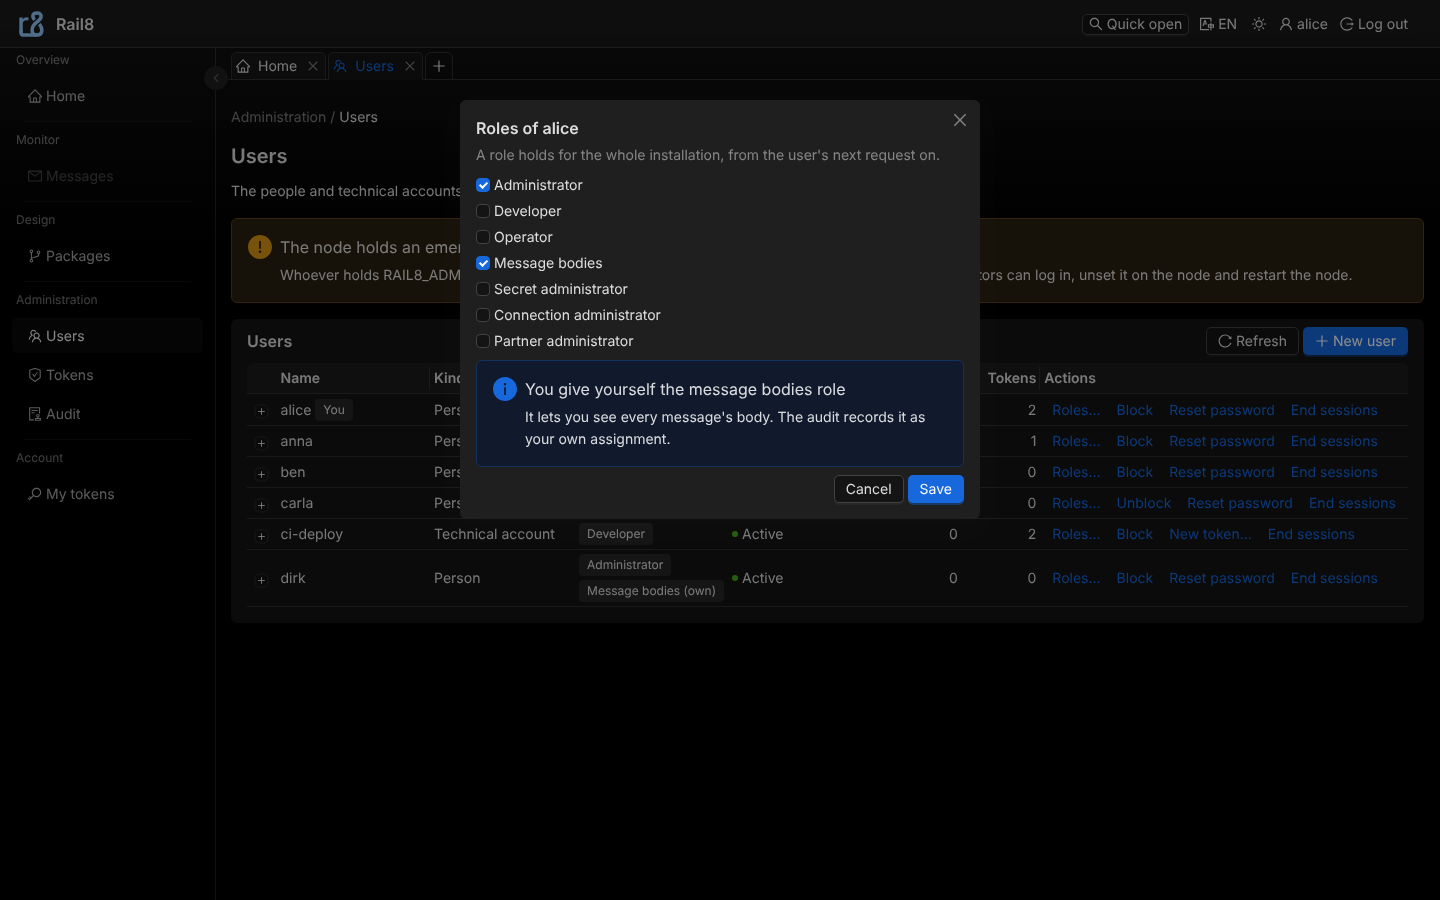 Rail8
Quick open
EN
alice
Log out
Overview
Home
Monitor
Messages
Design
Packages
Administration
Users
Tokens
Audit
Account
My tokens
Home
Users
Administration / Users
Users
The people and technical accounts
The node holds an emer
Whoever holds RAIL8_ADM
tors can log in, unset it on the node and restart the node.
Users
Refresh
New user
Name Kind Tokens Actions
alice You Pers 2 Roles... Block Reset password End sessions
anna Pers 1 Roles... Block Reset password End sessions
ben Pers 0 Roles... Block Reset password End sessions
carla Pers 0 Roles... Unblock Reset password End sessions
ci-deploy Technical account Developer Active 0 2 Roles... Block New token... End sessions
dirk Person Administrator Message bodies (own) Active 0 0 Roles... Block Reset password End sessions
Roles of alice
A role holds for the whole installation, from the user's next request on.
Administrator
Developer
Operator
Message bodies
Secret administrator
Connection administrator
Partner administrator
You give yourself the message bodies role
It lets you see every message's body. The audit records it as
your own assignment.
Cancel
Save